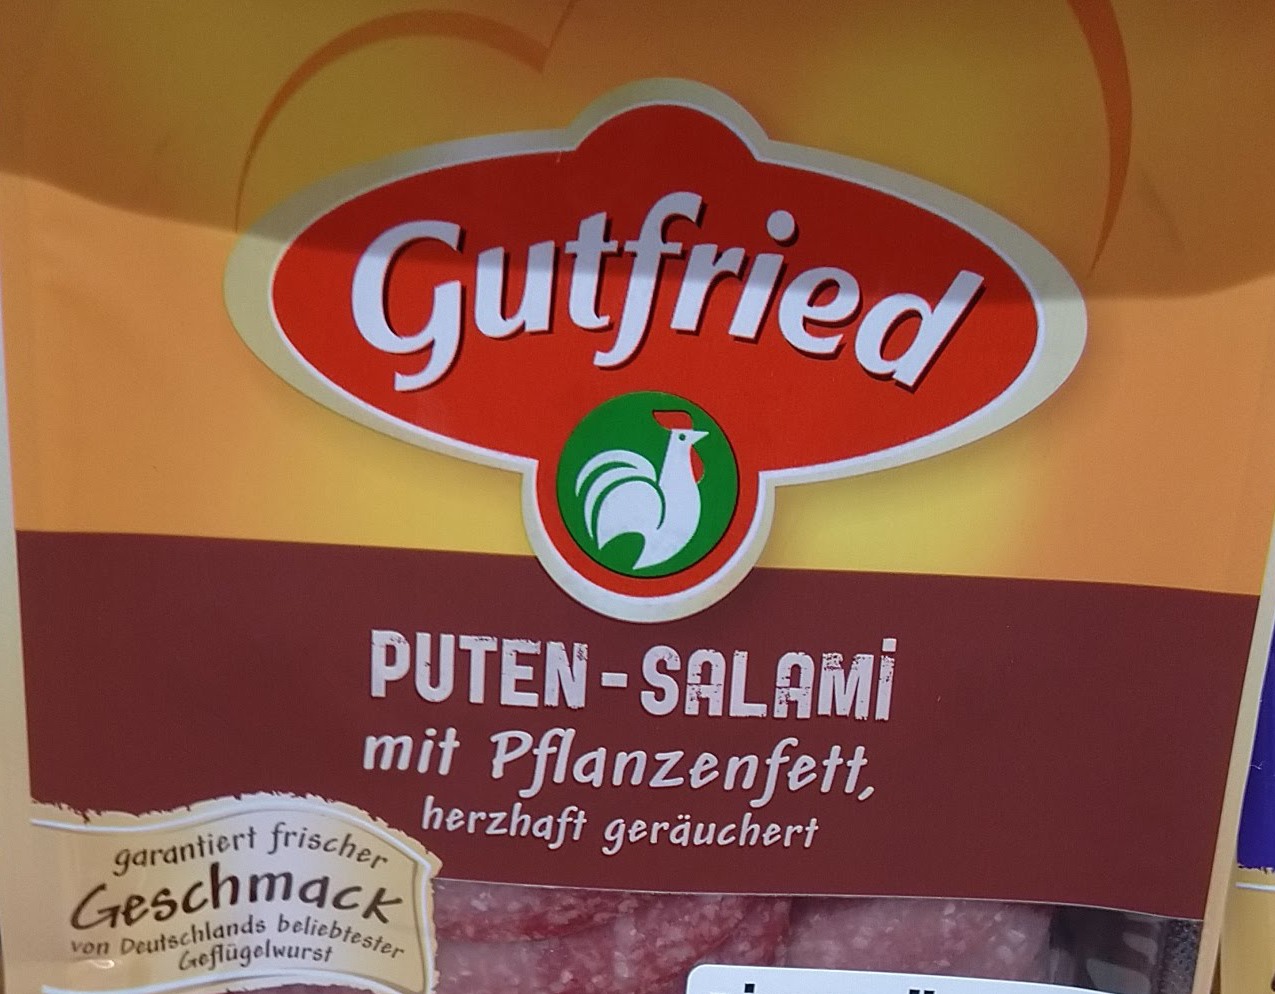 Gutfried
PUTEN-SALAMI
mit Pflanzenfett,
herzhaft geräuchert
garantiert frischer
Geschmack
von Deutschlands beliebtester
Geflügelwurst